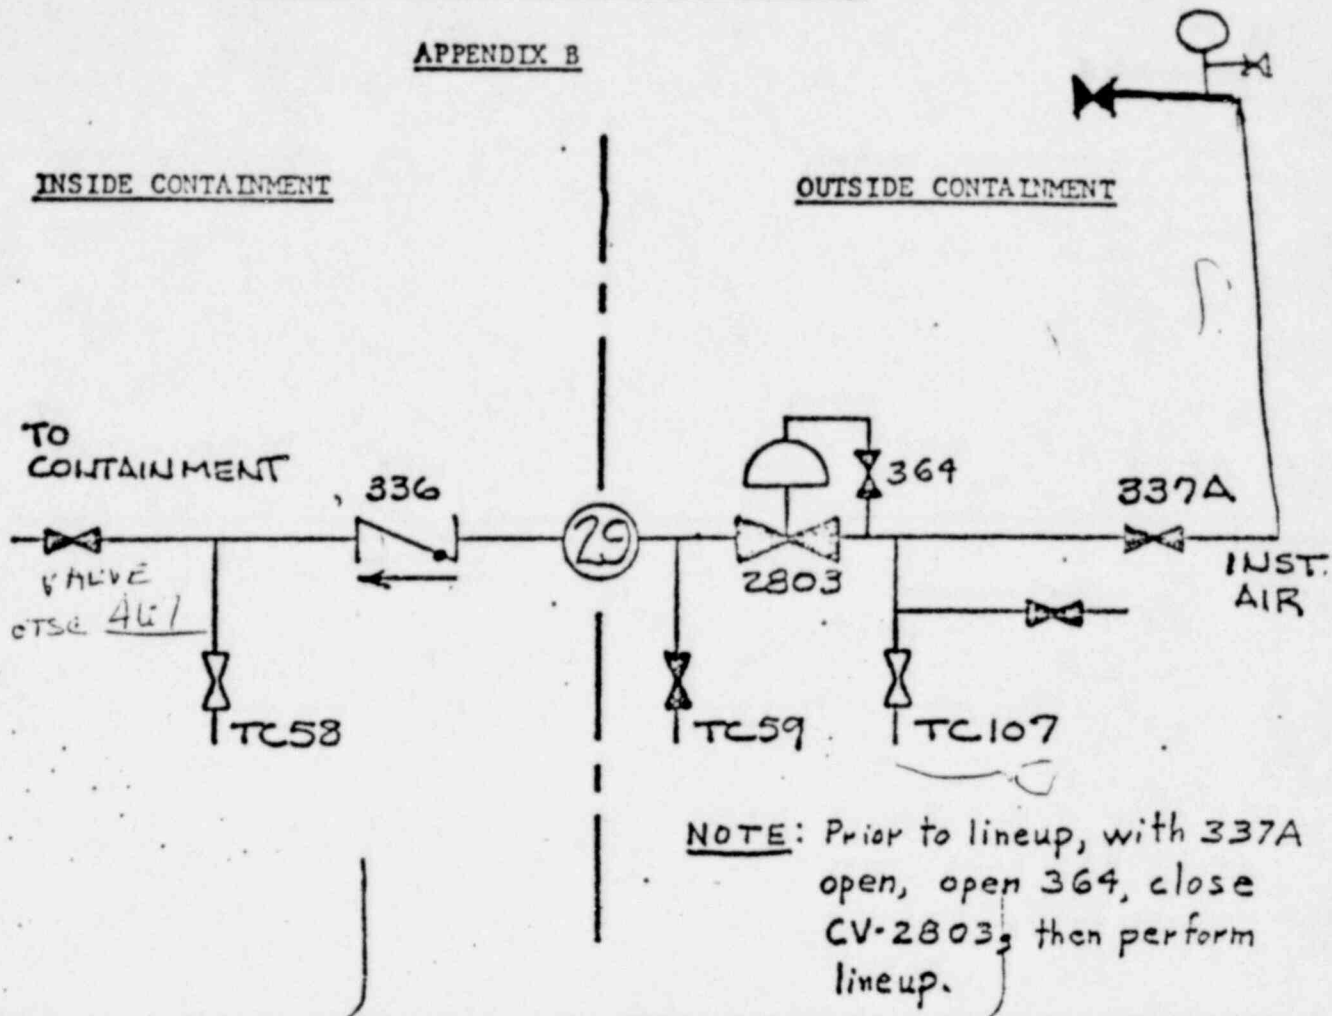 APPENDIX B
INSIDE CONTAINMENT
OUTSIDE CONTAINMENT
TO
CONTAINMENT
336
29
364
2803
337A
INST.
AIR
VALVE
TC58
TC59
TC107
NOTE: Prior to lineup, with 337A
open, open 364, close
CV-2803; then perform
lineup.